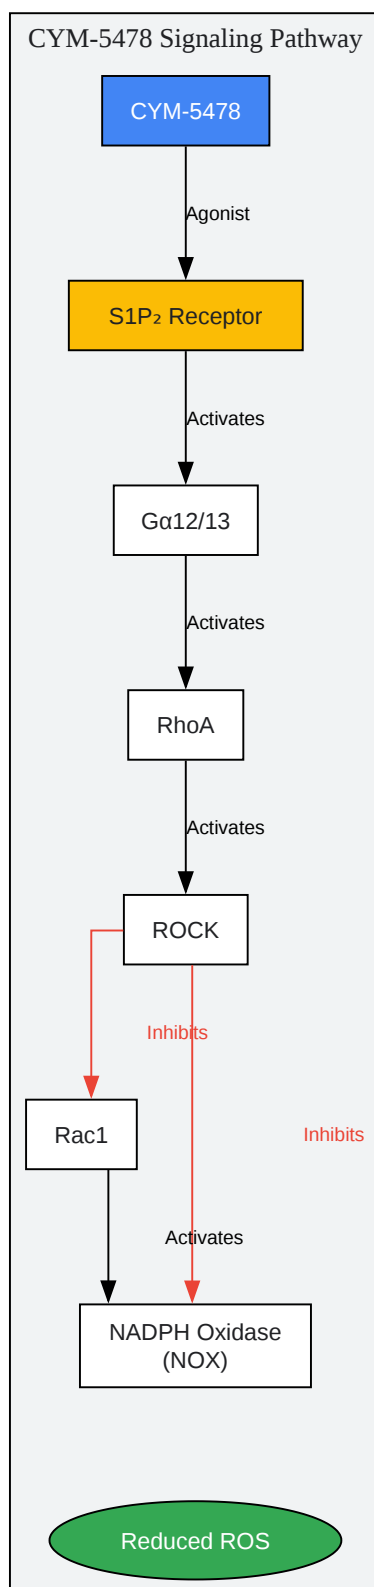 CYM-5478 Signaling Pathway
CYM-5478
Agonist
S1P₂ Receptor
Activates
Gα12/13
Activates
RhoA
Activates
ROCK
Inhibits
Rac1
Inhibits
Activates
NADPH Oxidase
(NOX)
Reduced ROS